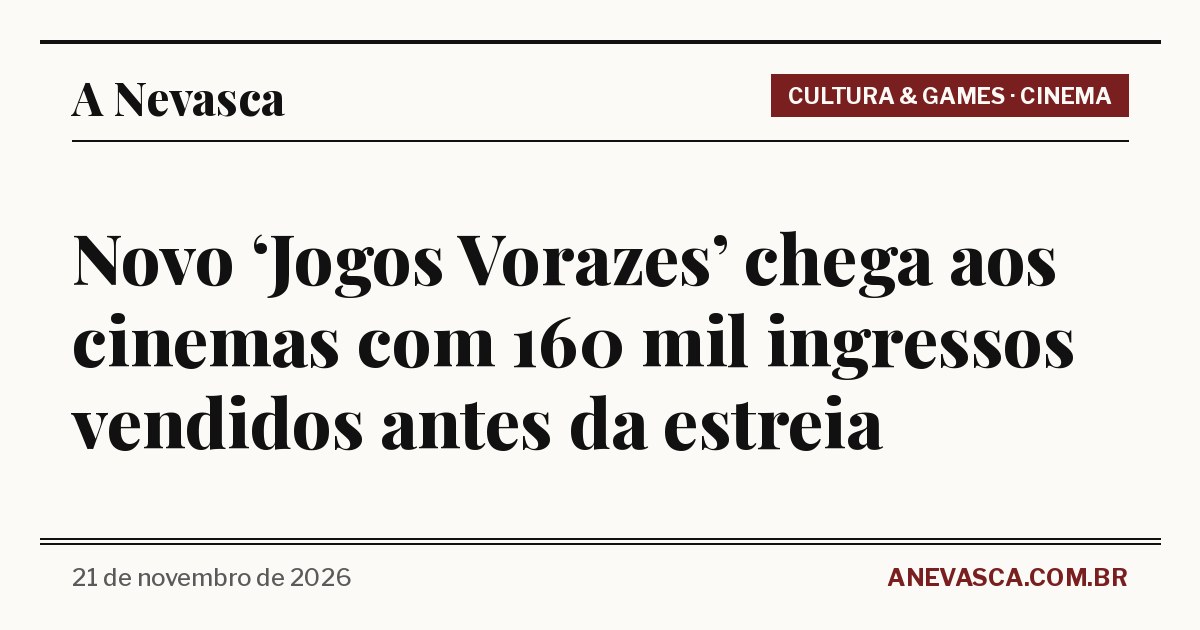 A Nevasca
CULTURA & GAMES · CINEMA
Novo ‘Jogos Vorazes’ chega aos
cinemas com 160 mil ingressos
vendidos antes da estreia
21 de novembro de 2026
ANEVASCA.COM.BR